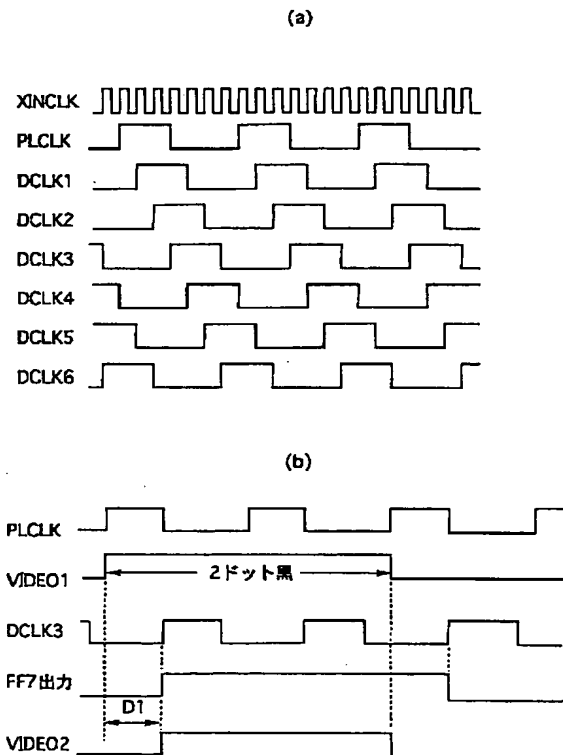 (a)
XINCLK
PLCLK
DCLK1
DCLK2
DCLK3
DCLK4
DCLK5
DCLK6
(b)
PLCLK
VIDEO1
2ドット黒
DCLK3
FF7出力
D1
VIDEO2